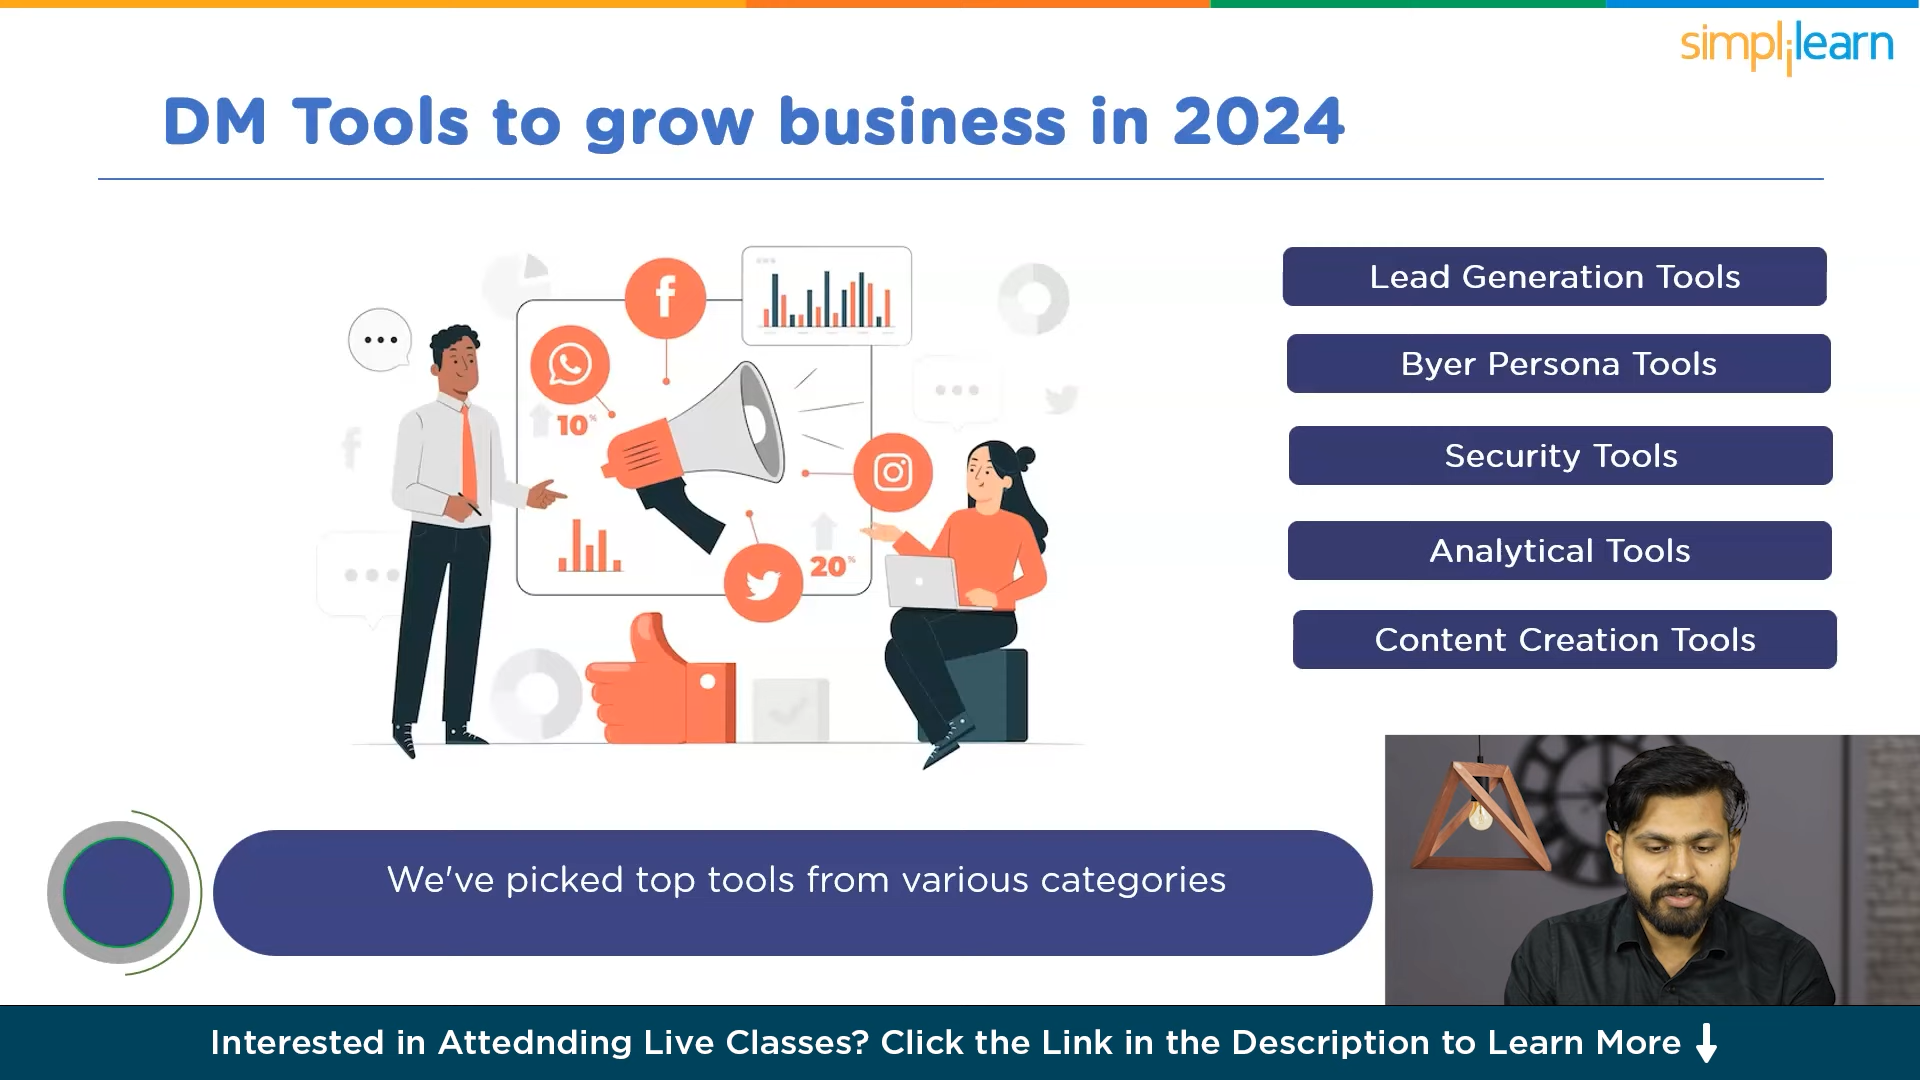 simplilearn
DM Tools to grow business in 2024
Lead Generation Tools
Byer Persona Tools
Security Tools
Analytical Tools
Content Creation Tools
10%
20%
We've picked top tools from various categories
Interested in Attednding Live Classes? Click the Link in the Description to Learn More